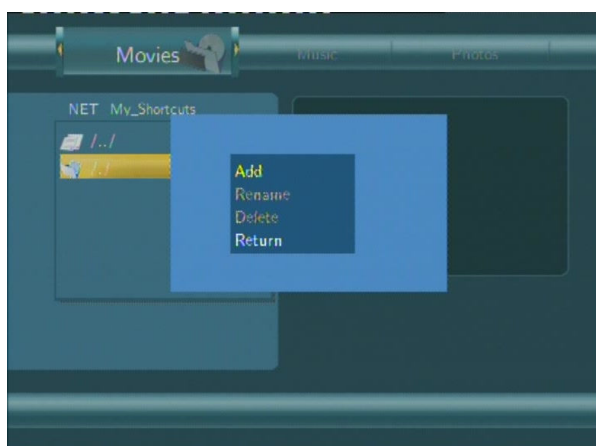 Movies Music Photos
NET My_Shortcuts
/../
/./
Add
Rename
Delete
Return